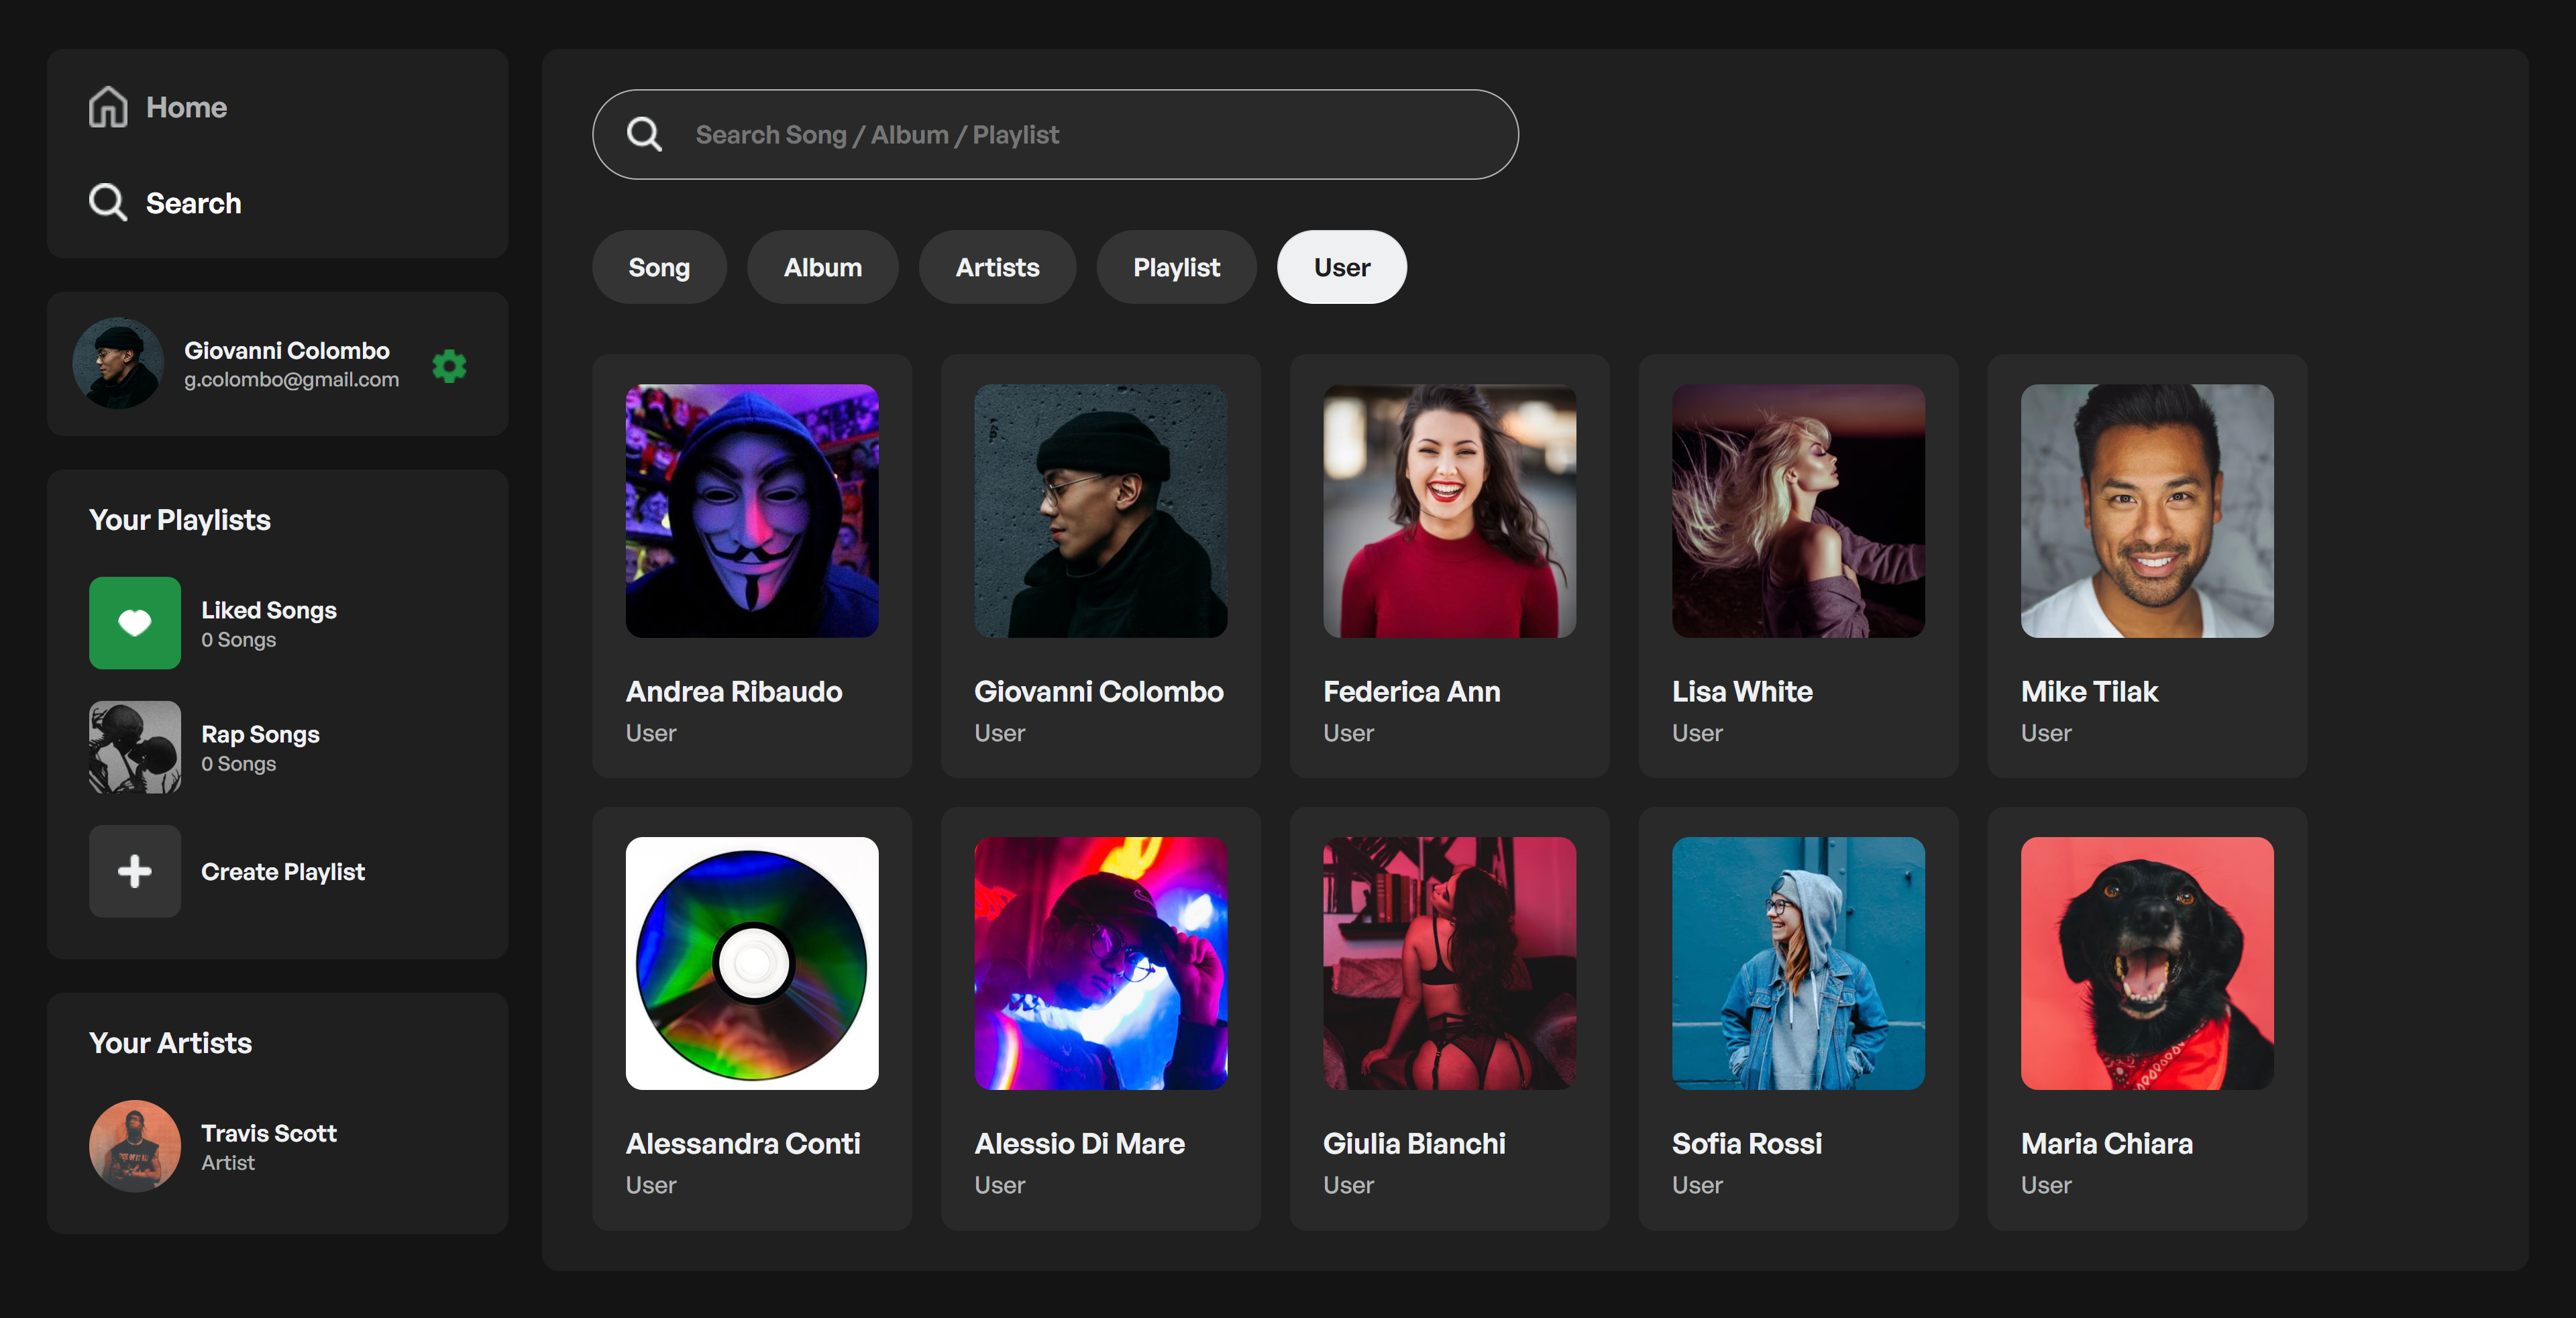 Home
Search
Giovanni Colombo
g.colombo@gmail.com
Your Playlists
Liked Songs
0 Songs
Rap Songs
0 Songs
Create Playlist
Your Artists
Travis Scott
Artist
Search Song / Album / Playlist
Song
Album
Artists
Playlist
User
Andrea Ribaudo
User
Giovanni Colombo
User
Federica Ann
User
Lisa White
User
Mike Tilak
User
Alessandra Conti
User
Alessio Di Mare
User
Giulia Bianchi
User
Sofia Rossi
User
Maria Chiara
User